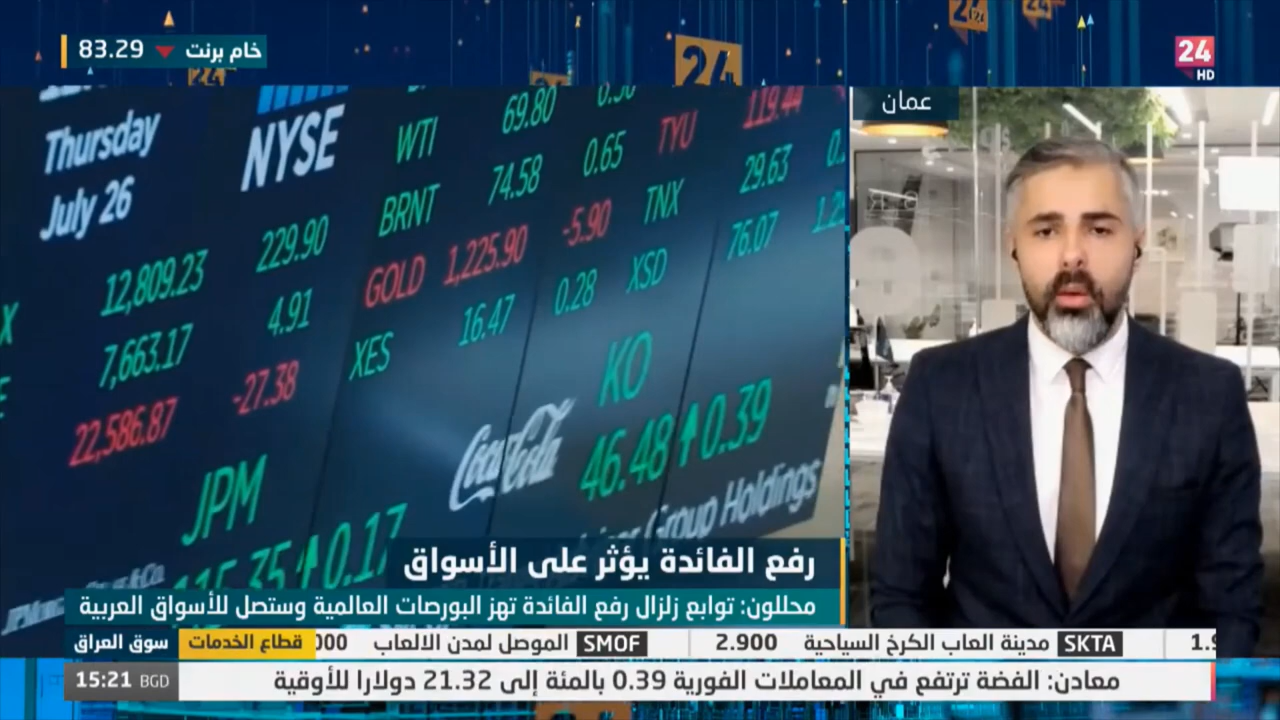 خام برنت 83.29
24
HD
24
24
24
عمان
Thursday
July 26
NYSE
WTI 69.80
BRNT 74.58 0.65 TYU 119.44
GOLD 1,225.90 -5.90 TNX 29.63
XES 16.47 0.28 XSD 76.07
12,809.23 229.90
7,663.17 4.91
22,586.87 -27.38
JPM
0.17
Coca-Cola
KO
46.48 0.39
Group Holdings
رفع الفائدة يؤثر على الأسواق
محللون: توابع زلزال رفع الفائدة تهز البورصات العالمية وستصل للأسواق العربية
سوق العراق
قطاع الخدمات
SKTA مدينة العاب الكرخ السياحية 2.900
SMOF الموصل لمدن الالعاب
15:21 BGD
معادن: الفضة ترتفع في المعاملات الفورية 0.39 بالمئة إلى 21.32 دولارا للأوقية